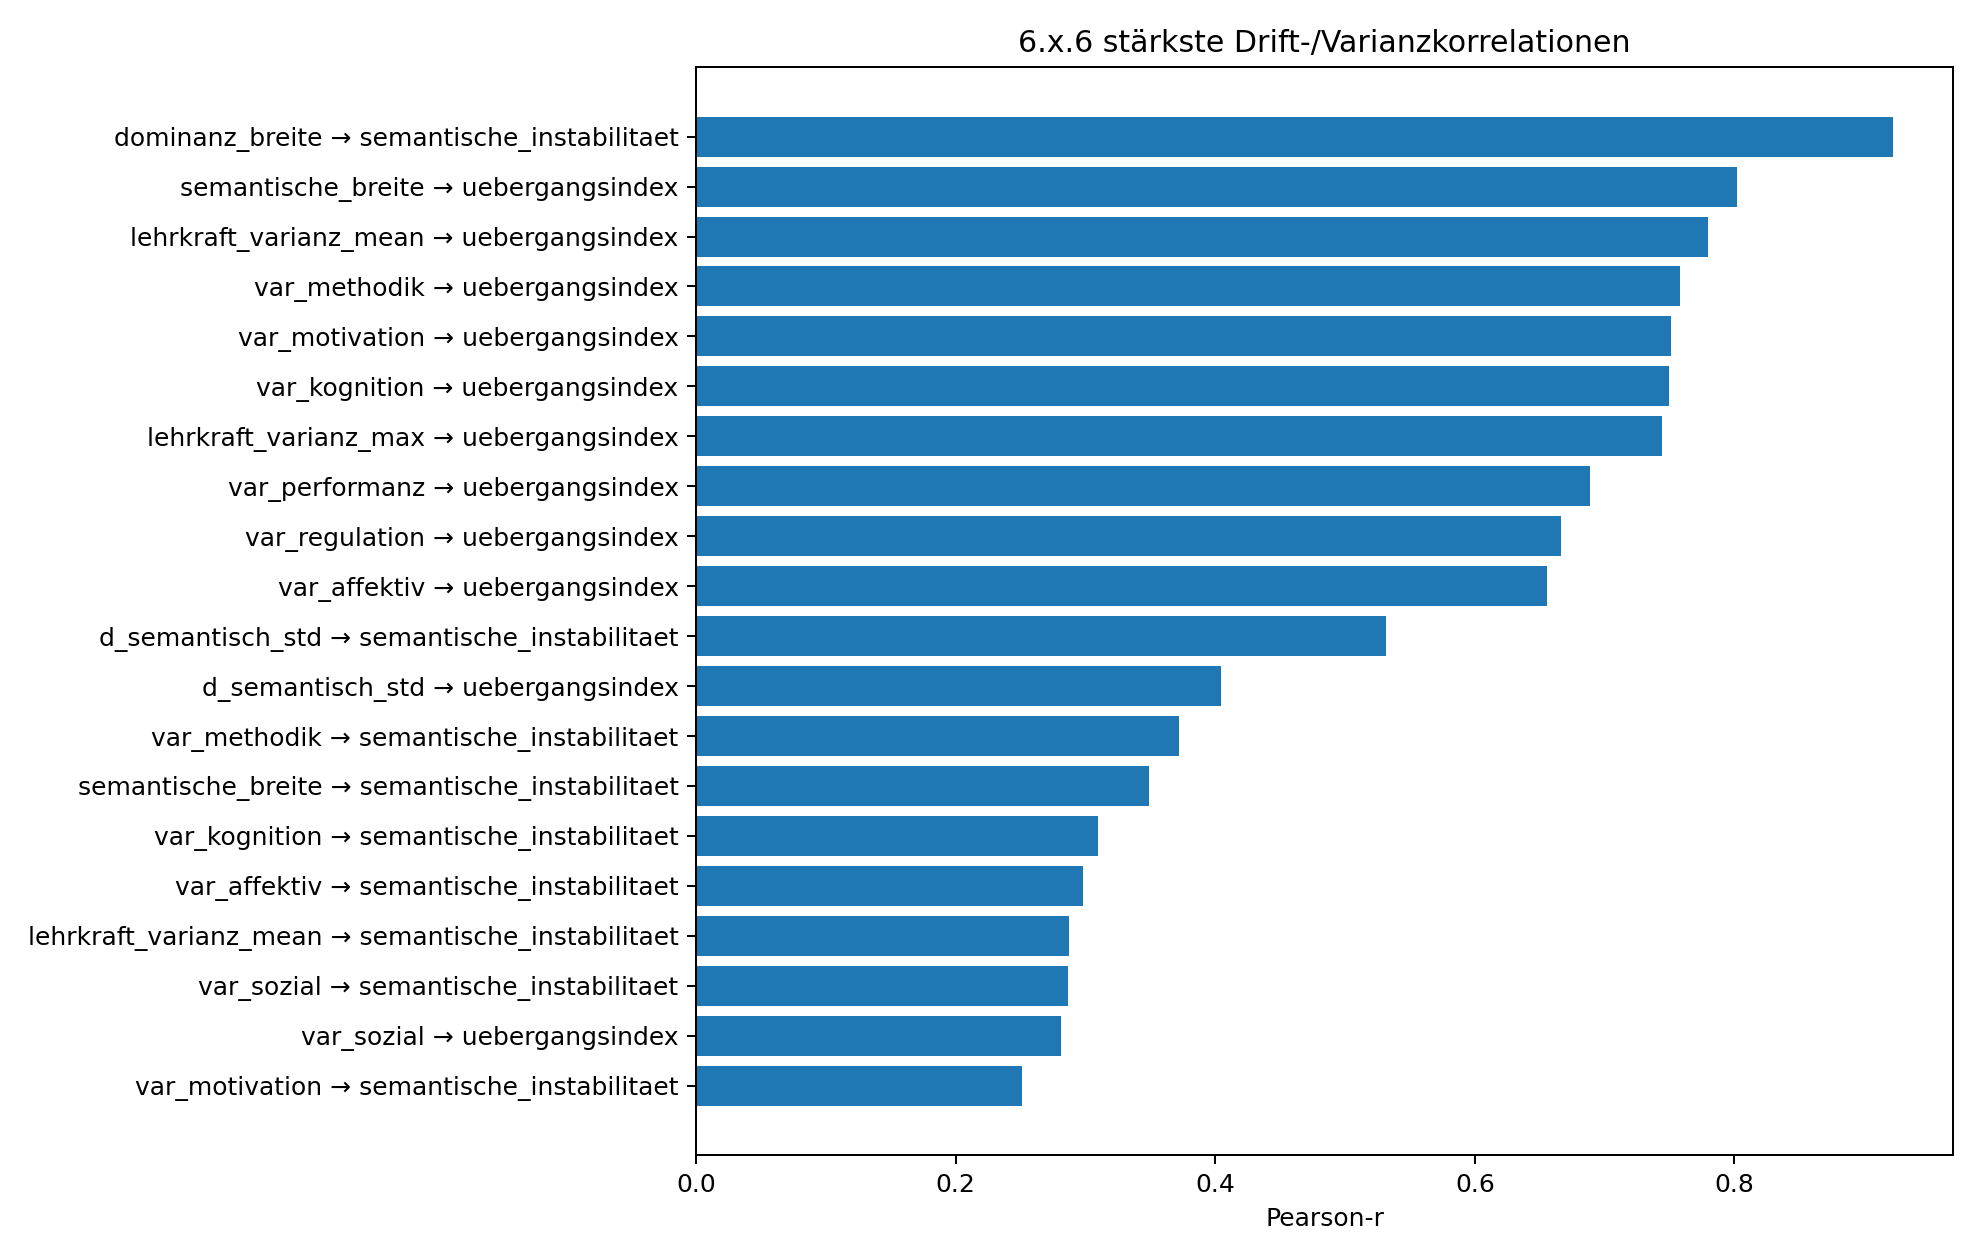 6.x.6 stärkste Drift-/Varianzkorrelationen
dominanz_breite → semantische_instabilitaet
semantische_breite → uebergangsindex
lehrkraft_varianz_mean → uebergangsindex
var_methodik → uebergangsindex
var_motivation → uebergangsindex
var_kognition → uebergangsindex
lehrkraft_varianz_max → uebergangsindex
var_performanz → uebergangsindex
var_regulation → uebergangsindex
var_affektiv → uebergangsindex
d_semantisch_std → semantische_instabilitaet
d_semantisch_std → uebergangsindex
var_methodik → semantische_instabilitaet
semantische_breite → semantische_instabilitaet
var_kognition → semantische_instabilitaet
var_affektiv → semantische_instabilitaet
lehrkraft_varianz_mean → semantische_instabilitaet
var_sozial → semantische_instabilitaet
var_sozial → uebergangsindex
var_motivation → semantische_instabilitaet
0.0 0.2 0.4 0.6 0.8
Pearson-r